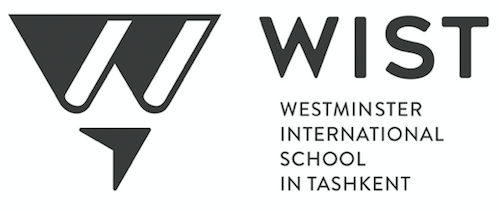 WIST
WESTMINSTER
INTERNATIONAL
SCHOOL
IN TASHKENT